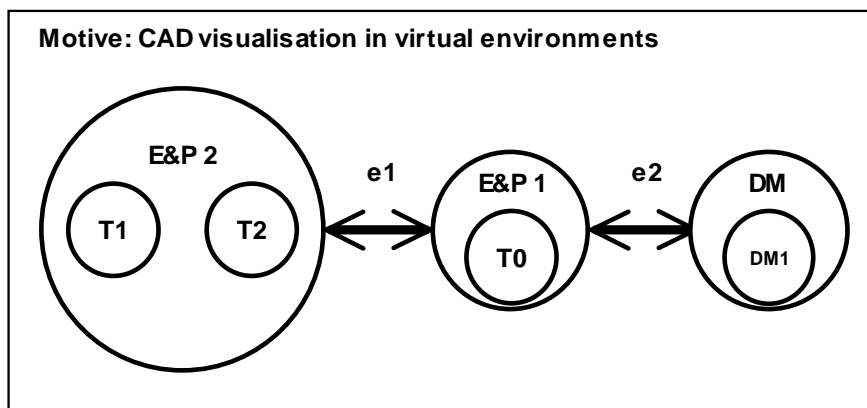 Motive: CAD visualisation in virtual environments
E&P 2
T1
T2
e1
E&P 1
T0
e2
DM
DM1